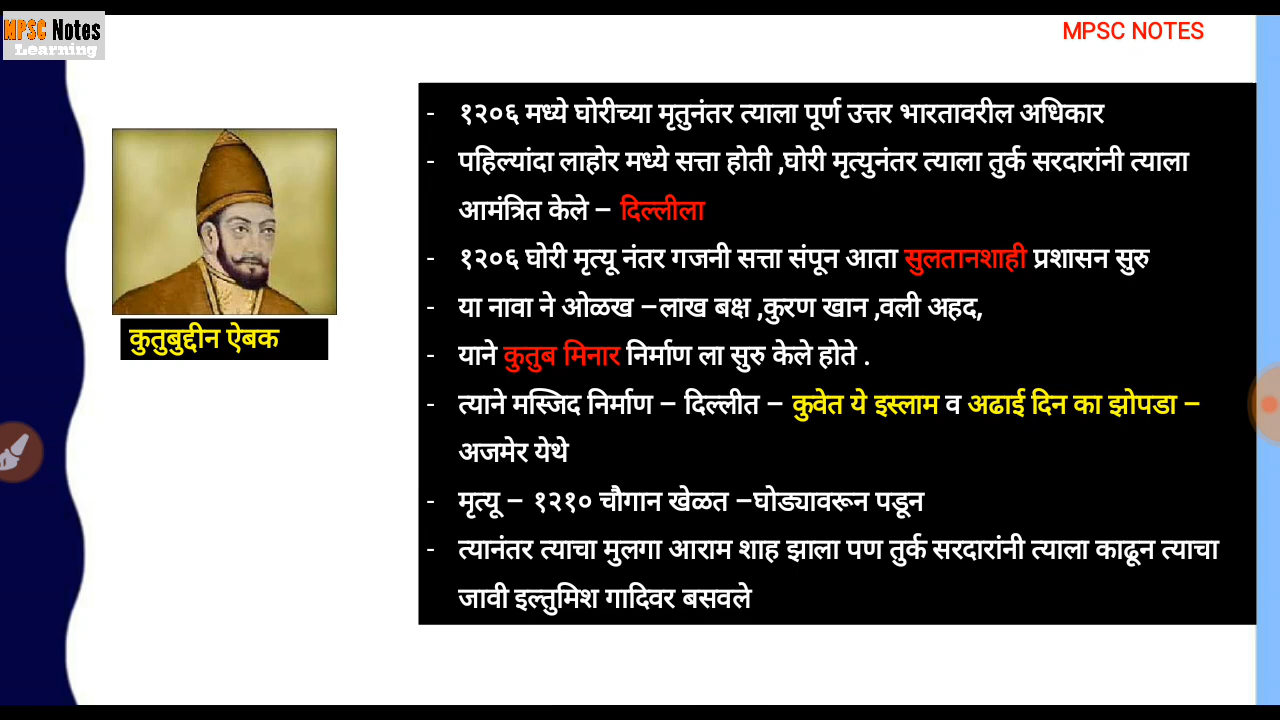 MPSC Notes
Learning
MPSC NOTES
- १२०६ मध्ये घोरीच्या मृतुनंतर त्याला पूर्ण उत्तर भारतावरील अधिकार
- पहिल्यांदा लाहोर मध्ये सत्ता होती ,घोरी मृत्युनंतर त्याला तुर्क सरदारांनी त्याला
आमंत्रित केले – दिल्लीला
- १२०६ घोरी मृत्यू नंतर गजनी सत्ता संपून आता सुलतानशाही प्रशासन सुरु
- या नावा ने ओळख –लाख बक्ष ,कुरण खान ,वली अहद,
- याने कुतुब मिनार निर्माण ला सुरु केले होते .
- त्याने मस्जिद निर्माण – दिल्लीत – कुवेत ये इस्लाम व अढाई दिन का झोपडा –
अजमेर येथे
- मृत्यू – १२१० चौगान खेळत –घोड्यावरून पडून
- त्यानंतर त्याचा मुलगा आराम शाह झाला पण तुर्क सरदारांनी त्याला काढून त्याचा
जावी इल्तुमिश गादिवर बसवले
कुतुबुद्दीन ऐबक